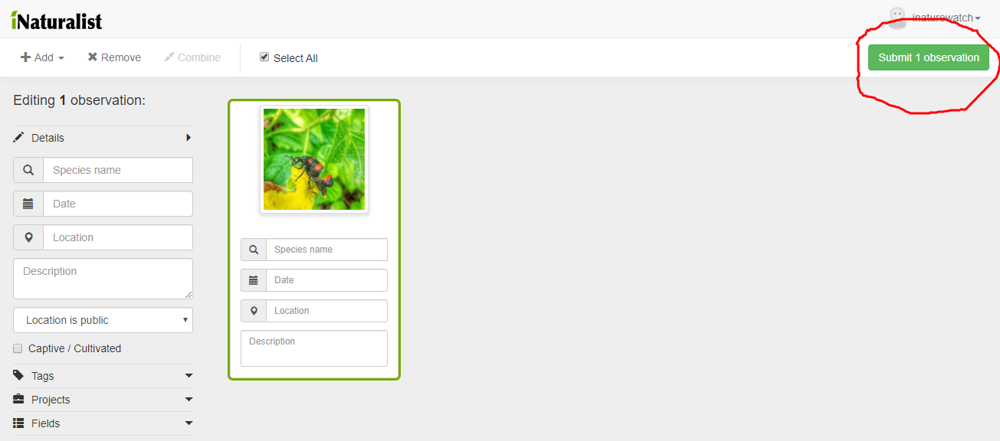 iNaturalist
inaturewatch
Add
Remove
Combine
Select All
Submit 1 observation
Editing 1 observation:
Details
Species name
Date
Location
Description
Location is public
Captive / Cultivated
Tags
Projects
Fields
Species name
Date
Location
Description